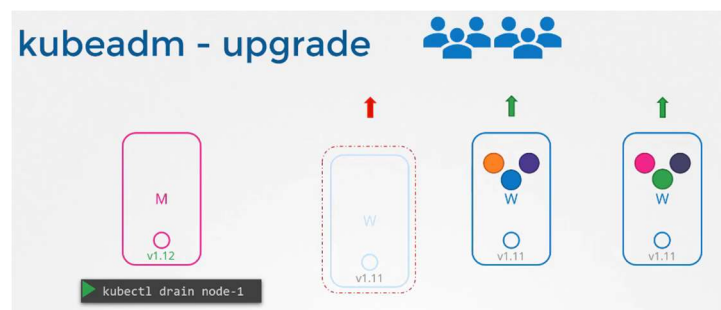 kubeadm - upgrade
M
v1.12
W
v1.11
W
v1.11
W
v1.11
kubectl drain node-1